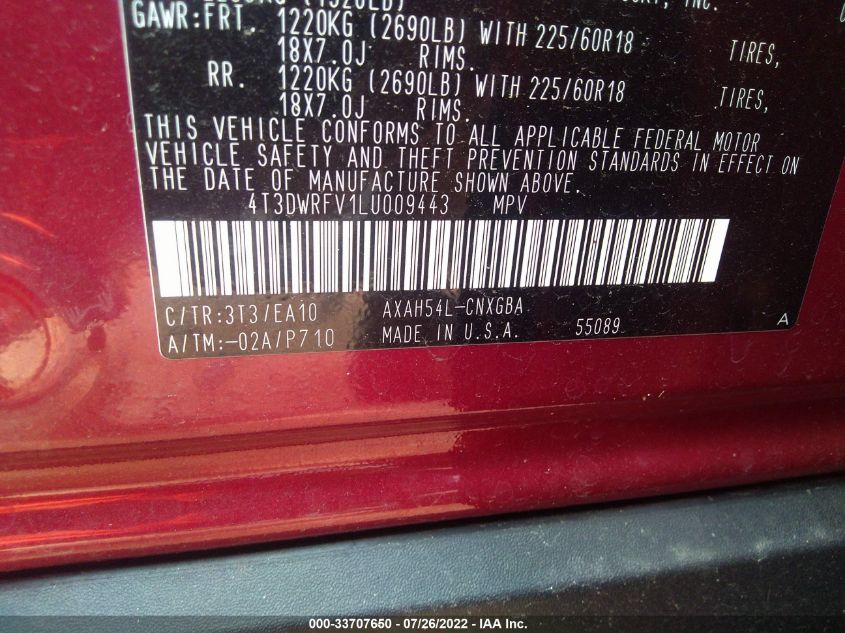 GAWR:FRT. 1220KG (2690LB) WITH 225/60R18 TIRES,
18X7.0J RIMS.
RR. 1220KG (2690LB) WITH 225/60R18 TIRES,
18X7.0J RIMS.
THIS VEHICLE CONFORMS TO ALL APPLICABLE FEDERAL MOTOR
VEHICLE SAFETY AND THEFT PREVENTION STANDARDS IN EFFECT ON
THE DATE OF MANUFACTURE SHOWN ABOVE.
4T3DWRFV1LU009443 MPV
C/TR:3T3/EA10 AXAH54L-CNXGBA
A/TM:-02A/P710 MADE IN U.S.A. 55089 A
000-33707650 - 07/26/2022 - IAA Inc.